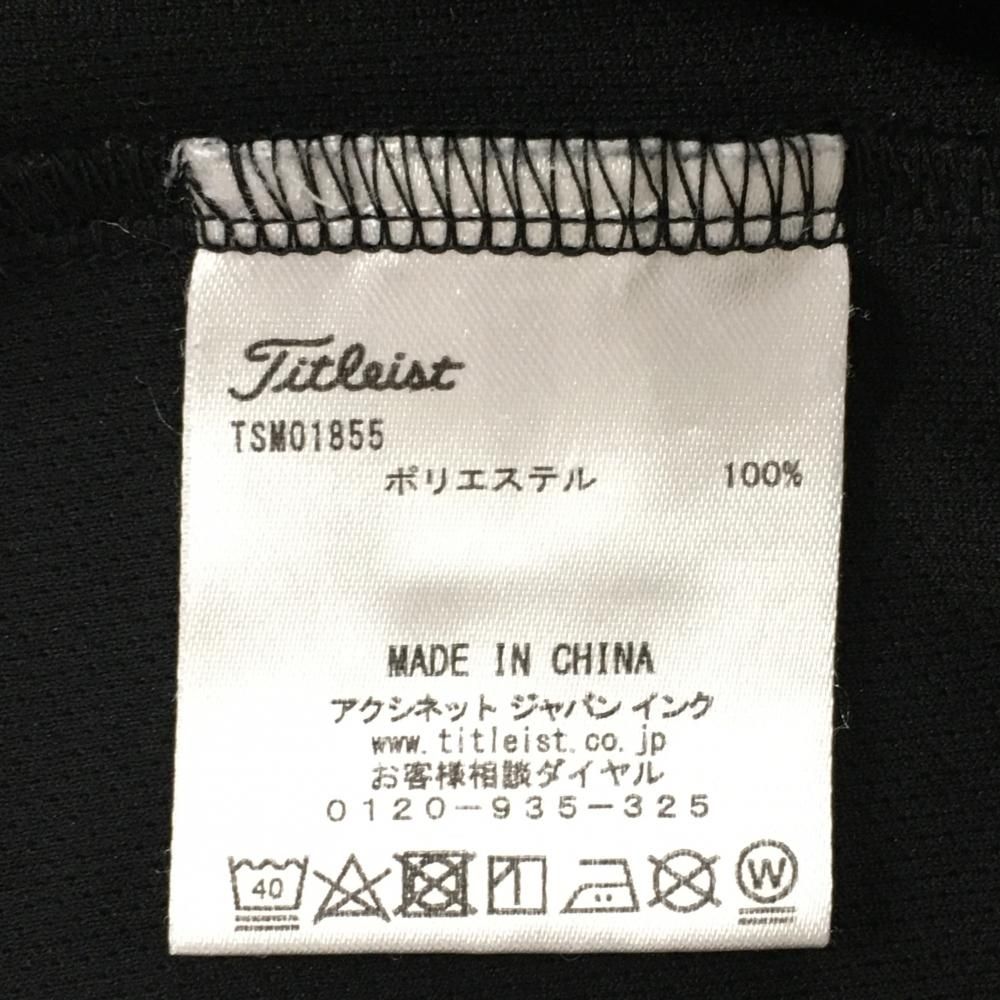 Titleist
TSM01855
ポリエステル 100%
MADE IN CHINA
アクシネット ジャパン インク
www.titleist.co.jp
お客様相談ダイヤル
0120-935-325
40 W